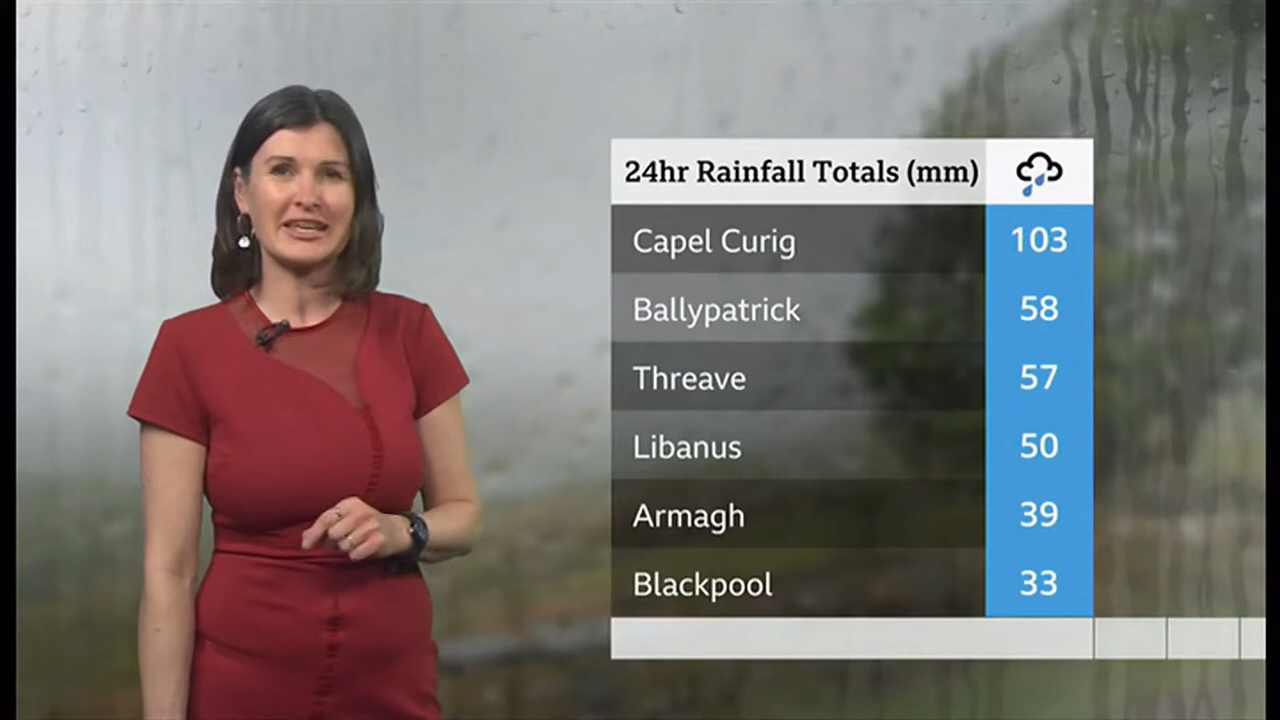 24hr Rainfall Totals (mm)
Capel Curig 103
Ballypatrick 58
Threave 57
Libanus 50
Armagh 39
Blackpool 33